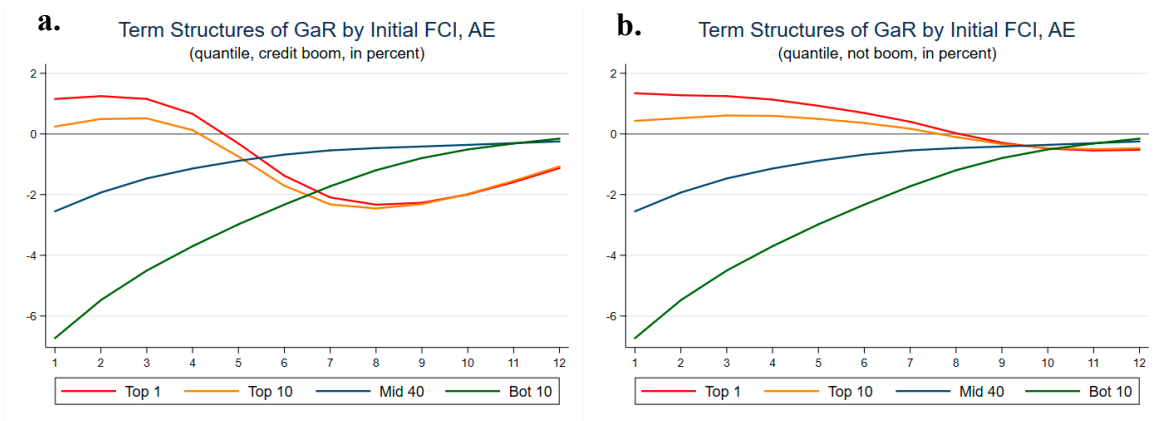 a.
Term Structures of GaR by Initial FCI, AE
(quantile, credit boom, in percent)
2
0
-2
-4
-6
1 2 3 4 5 6 7 8 9 10 11 12
Top 1 Top 10 Mid 40 Bot 10
b.
Term Structures of GaR by Initial FCI, AE
(quantile, not boom, in percent)
2
0
-2
-4
-6
1 2 3 4 5 6 7 8 9 10 11 12
Top 1 Top 10 Mid 40 Bot 10